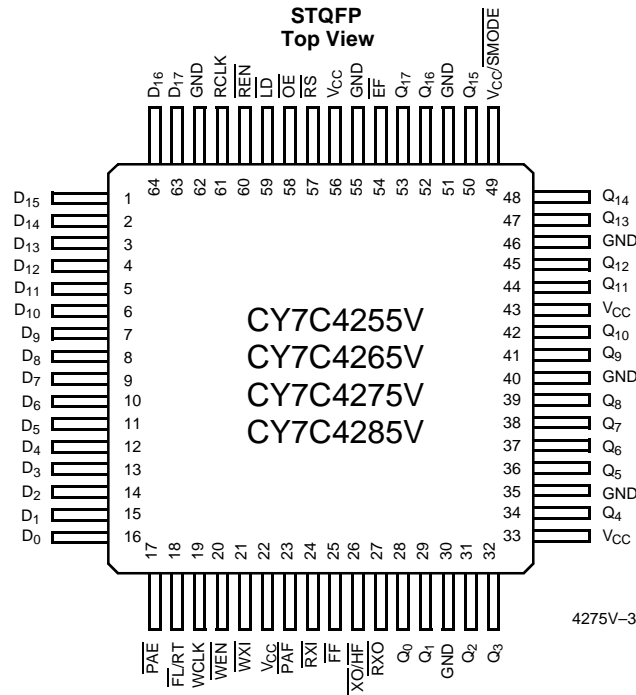 STQFP
Top View
D16 D17 GND RCLK REN LD OE RS VCC GND EF Q17 Q16 GND Q15 VCC/SMODE
64 63 62 61 60 59 58 57 56 55 54 53 52 51 50 49
D15 1 48 Q14
D14 2 47 Q13
D13 3 46 GND
D12 4 45 Q12
D11 5 44 Q11
D10 6 43 VCC
D9 7 42 Q10
D8 8 41 Q9
D7 9 40 GND
D6 10 39 Q8
D5 11 38 Q7
D4 12 37 Q6
D3 13 36 Q5
D2 14 35 GND
D1 15 34 Q4
D0 16 33 VCC
CY7C4255V
CY7C4265V
CY7C4275V
CY7C4285V
17 18 19 20 21 22 23 24 25 26 27 28 29 30 31 32
PAE FL/RT WCLK WEN WXI VCC PAF RXI FF XO/HF RXO Q0 Q1 GND Q2 Q3
4275V–3